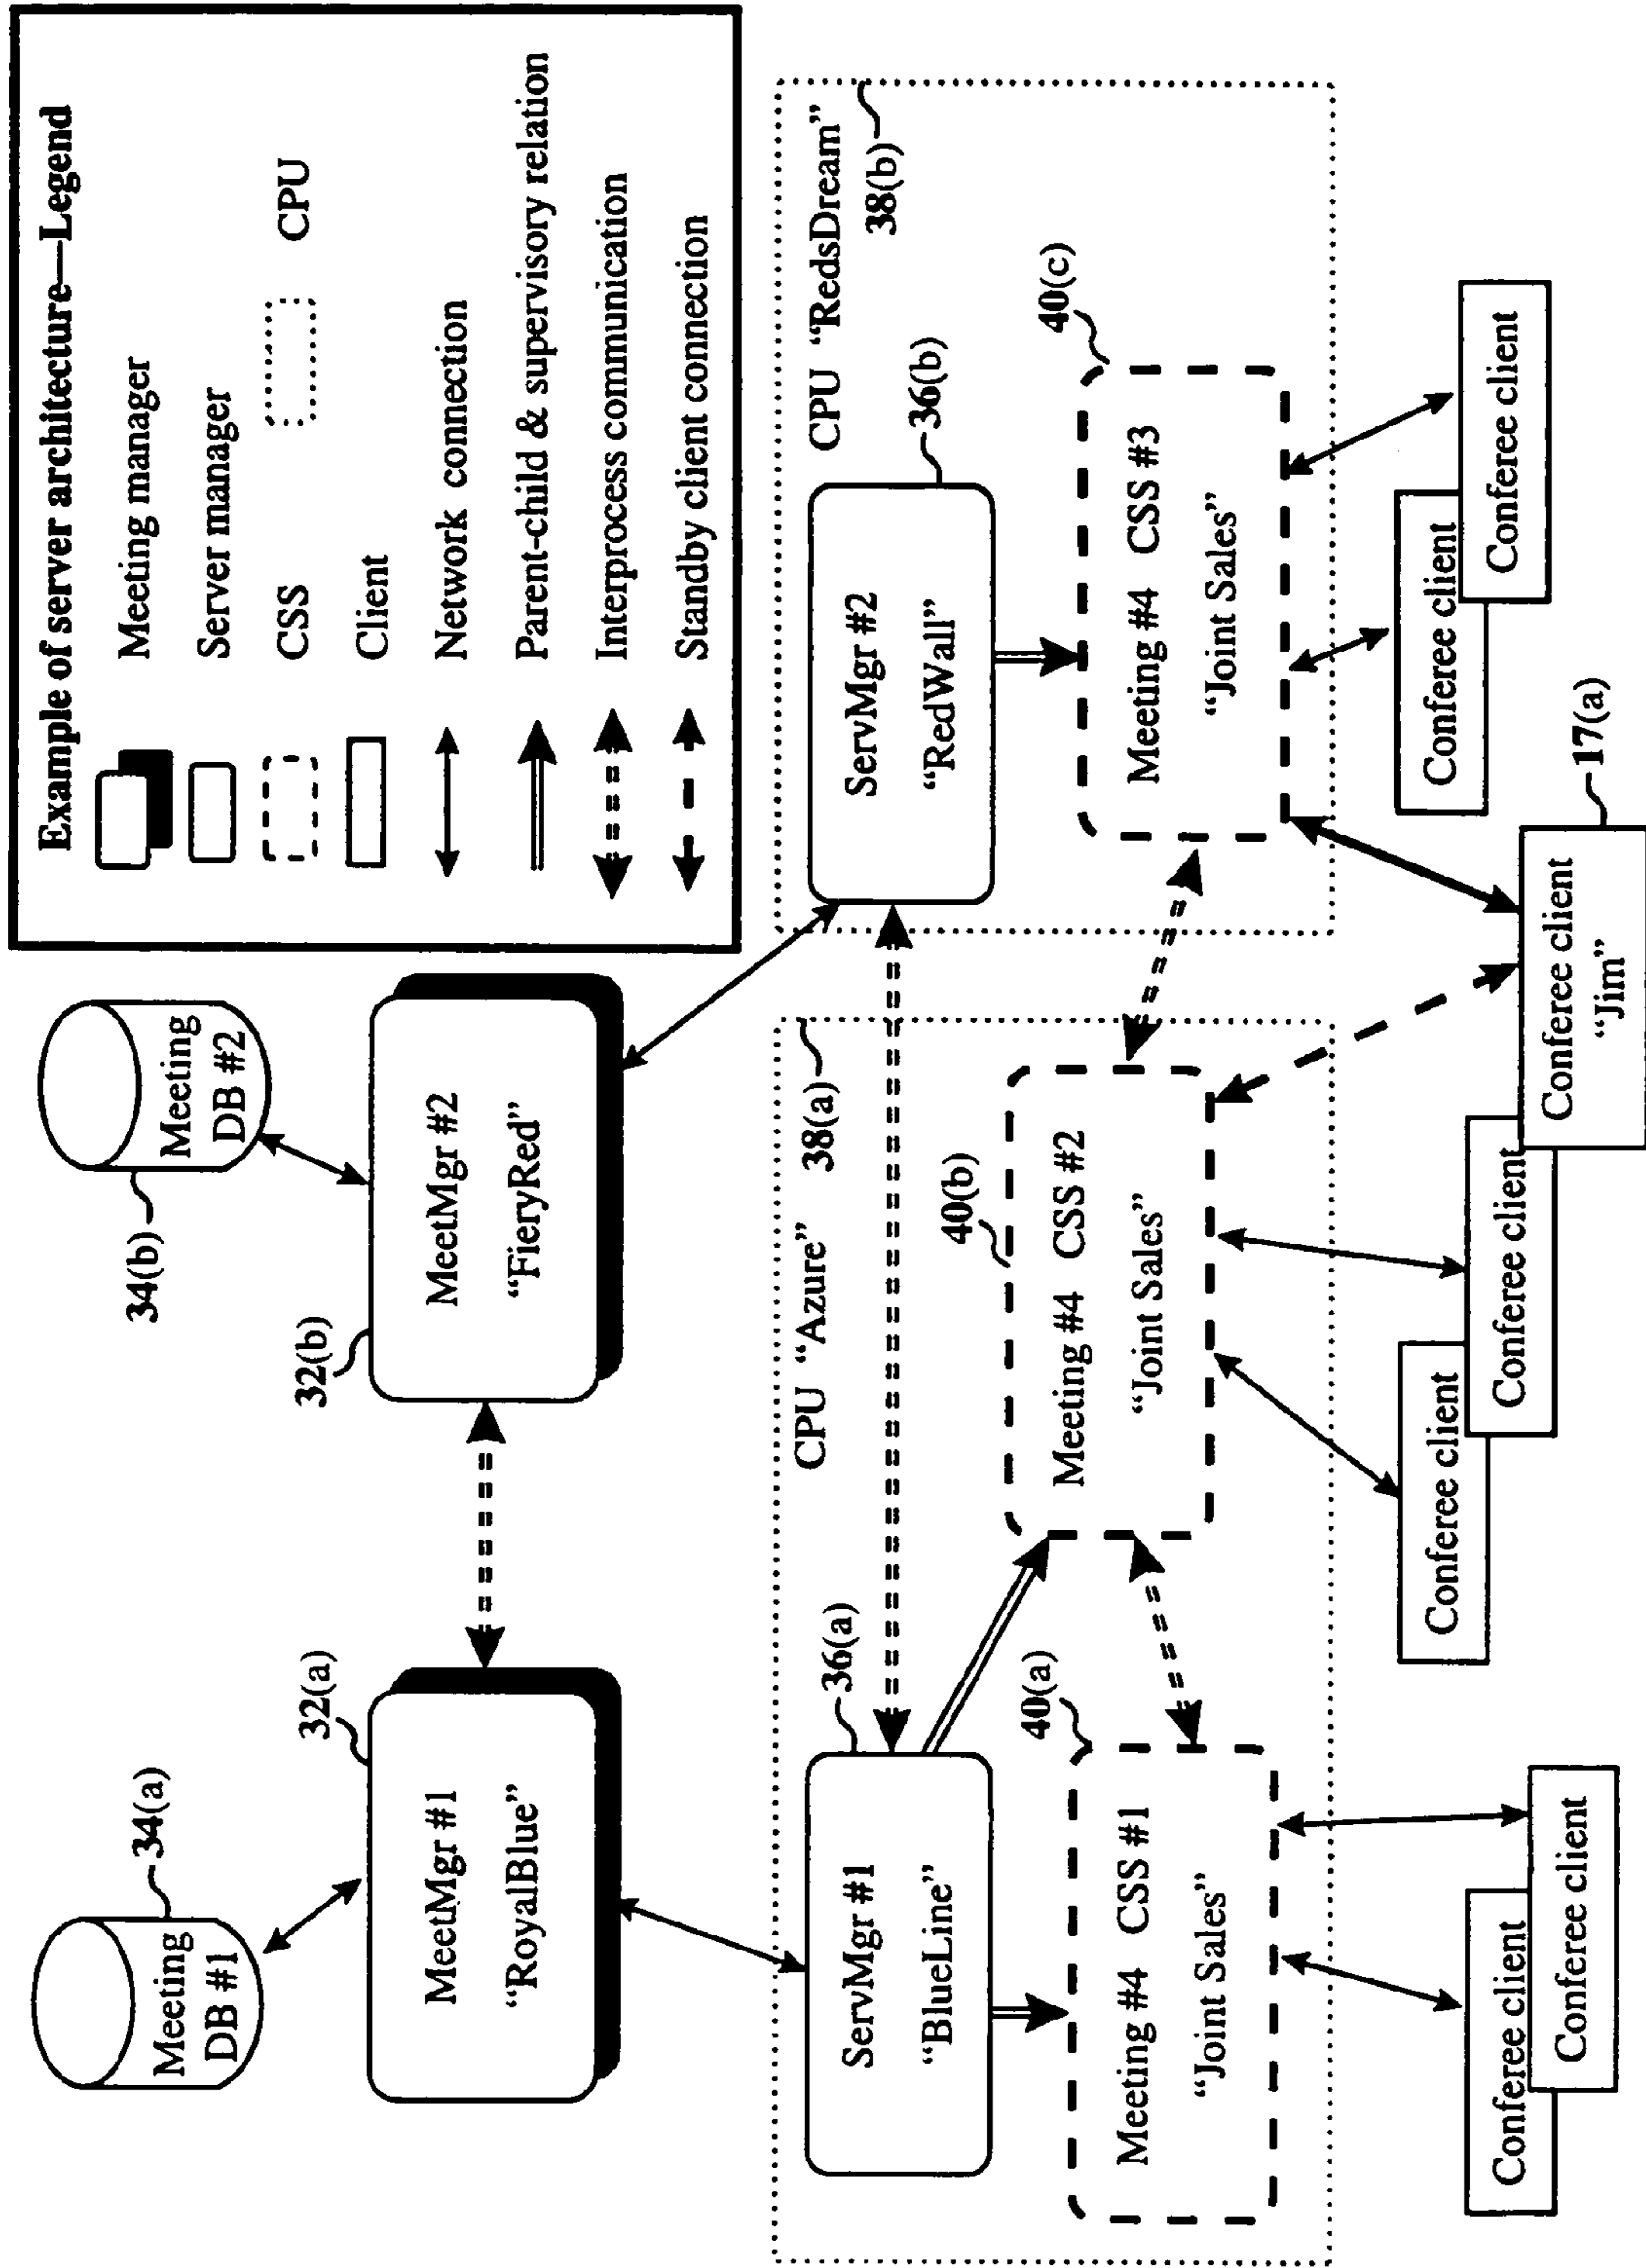 Example of server architecture—Legend
Meeting manager
Server manager
CSS
CPU
Client
Network connection
Parent-child & supervisory relation
Interprocess communication
Standby client connection
34(a)
Meeting
DB #1
34(b)
Meeting
DB #2
32(a)
MeetMgr #1
“RoyalBlue”
32(b)
MeetMgr #2
“FieryRed”
CPU “Azure”
38(a)
CPU “RedsDream”
38(b)
36(a)
ServMgr #1
“BlueLine”
36(b)
ServMgr #2
“RedWall”
40(a)
Meeting #4 CSS #1
“Joint Sales”
40(b)
Meeting #4 CSS #2
“Joint Sales”
40(c)
Meeting #4 CSS #3
“Joint Sales”
Conferee client
Conferee client
Conferee client
Conferee client
Conferee client
“Jim”
17(a)
Conferee client
Conferee client